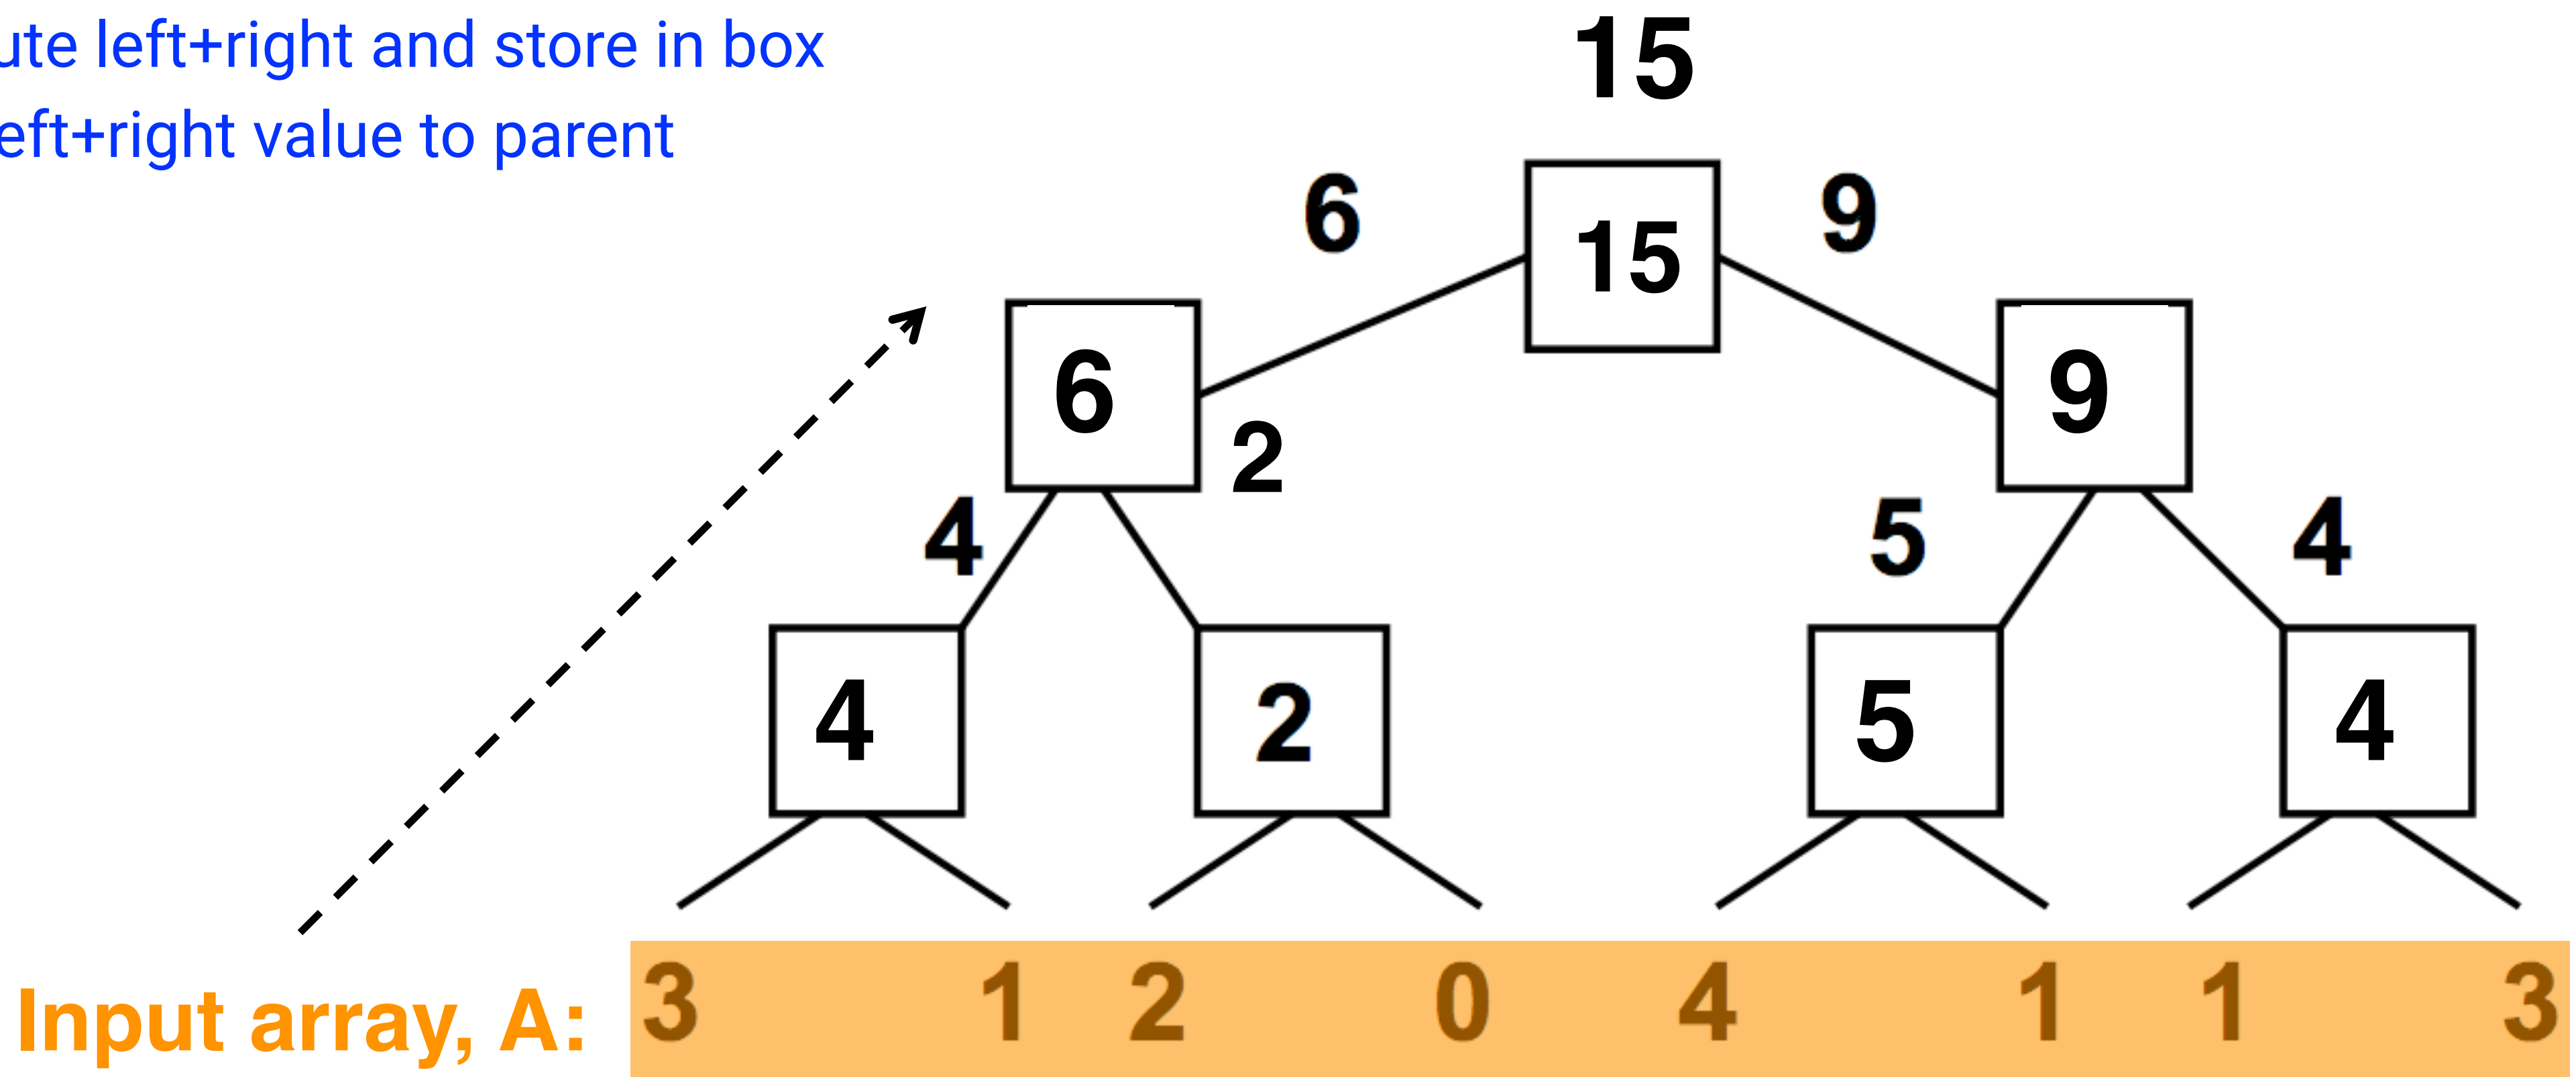 ute left+right and store in box
eft+right value to parent
15
6 15 9
6 9
2
4 5 4
4 2 5 4
Input array, A: 3 1 2 0 4 1 1 3